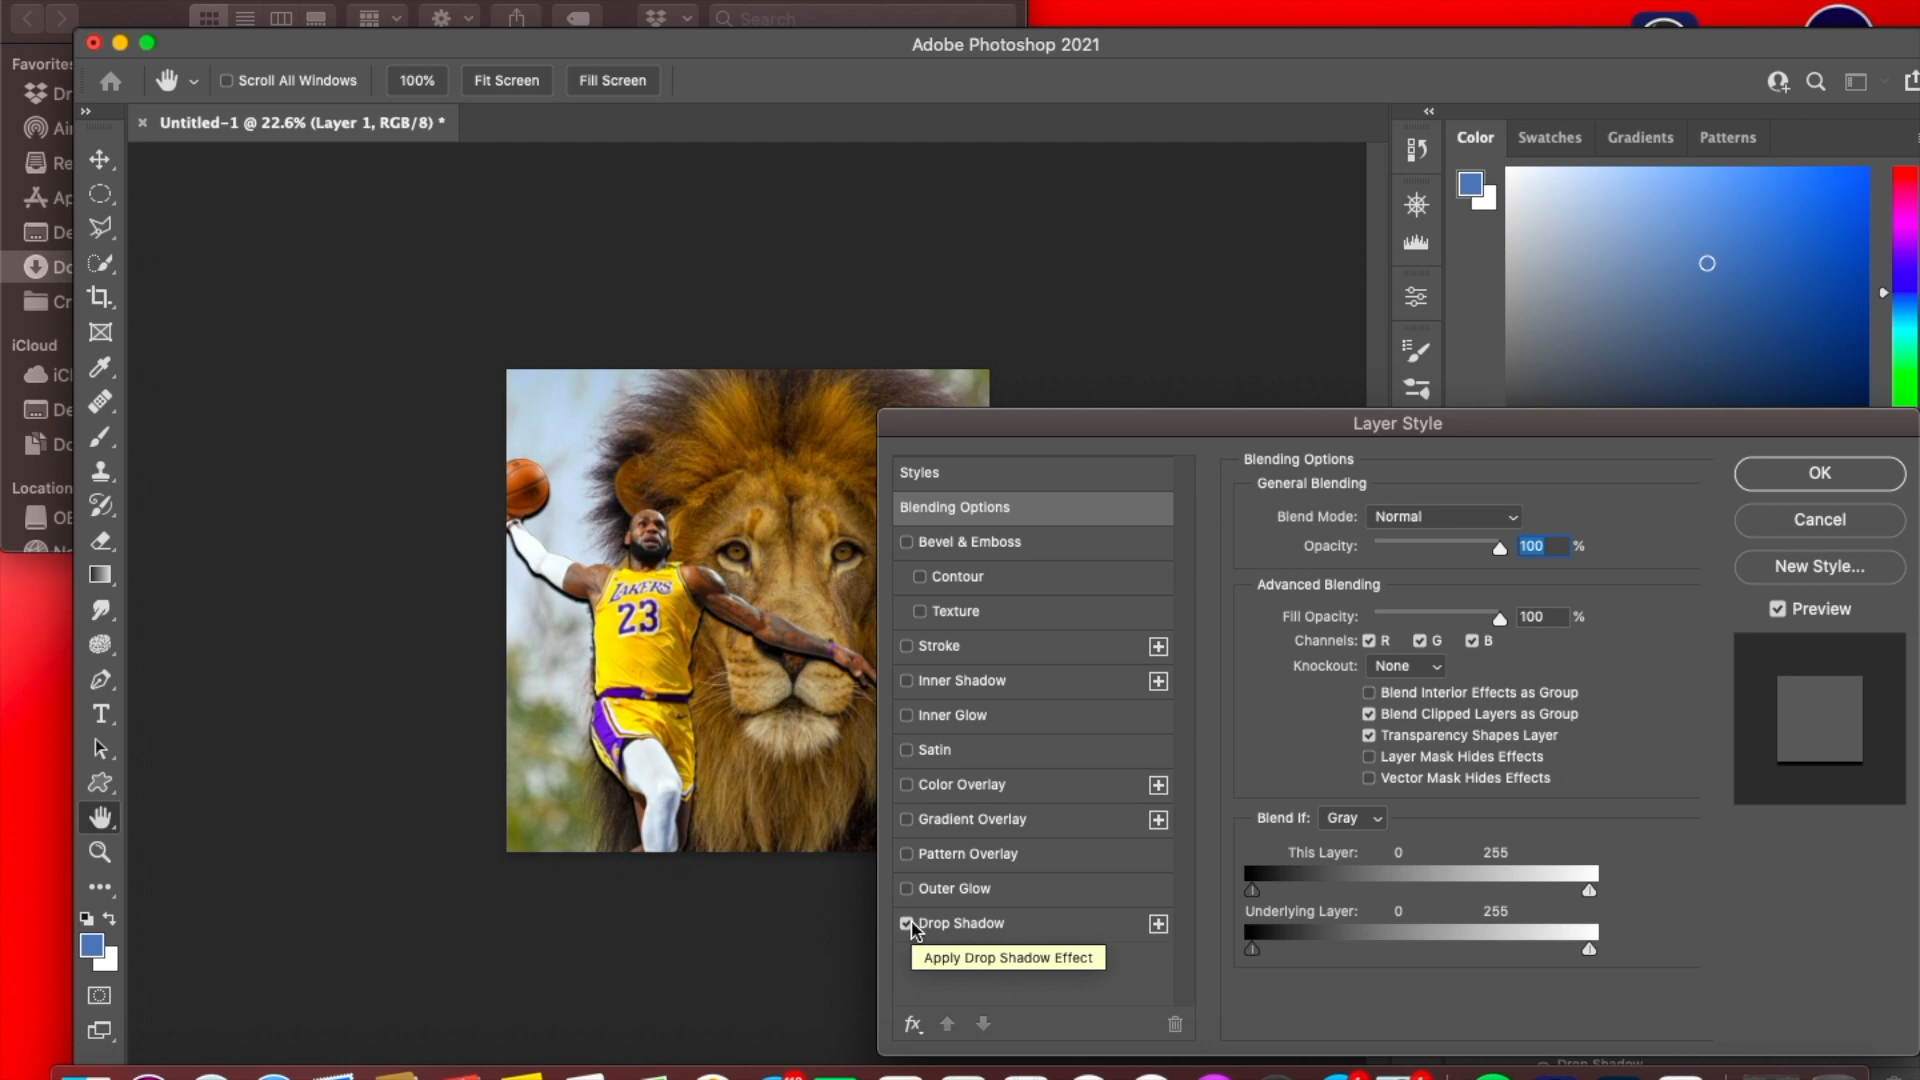 Search
Adobe Photoshop 2021
Favorites
Scroll All Windows
100%
Fit Screen
Fill Screen
Untitled-1 @ 22.6% (Layer 1, RGB/8) *
Color
Swatches
Gradients
Patterns
iCloud
LAKERS
23
Layer Style
Styles
Blending Options
Bevel & Emboss
Contour
Texture
Stroke
Inner Shadow
Inner Glow
Satin
Color Overlay
Gradient Overlay
Pattern Overlay
Outer Glow
Drop Shadow
Apply Drop Shadow Effect
fx
Blending Options
General Blending
Blend Mode: Normal
Opacity: 100 %
Advanced Blending
Fill Opacity: 100 %
Channels: R G B
Knockout: None
Blend Interior Effects as Group
Blend Clipped Layers as Group
Transparency Shapes Layer
Layer Mask Hides Effects
Vector Mask Hides Effects
Blend If: Gray
This Layer: 0 255
Underlying Layer: 0 255
OK
Cancel
New Style...
Preview
Drop Shadow